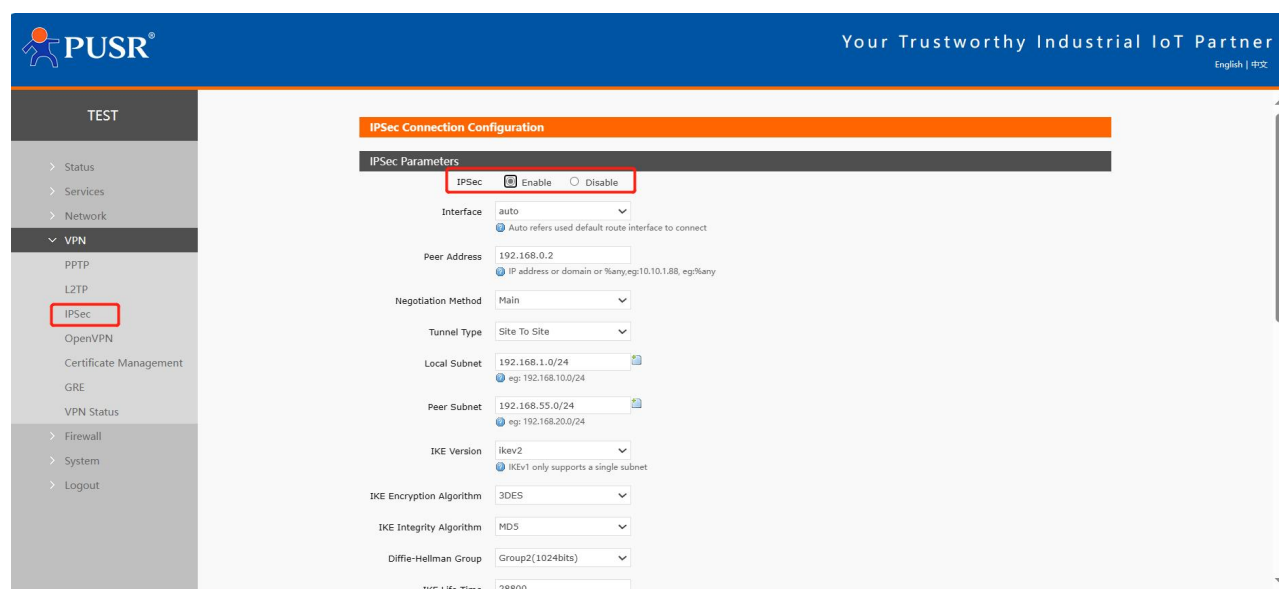 PUSR®
Your Trustworthy Industrial IoT Partner
English | 中文
TEST
Status
Services
Network
VPN
PPTP
L2TP
IPSec
OpenVPN
Certificate Management
GRE
VPN Status
Firewall
System
Logout
IPSec Connection Configuration
IPSec Parameters
IPSec Enable Disable
Interface auto
Auto refers used default route interface to connect
Peer Address 192.168.0.2
IP address or domain or %any,eg:10.10.1.88, eg:%any
Negotiation Method Main
Tunnel Type Site To Site
Local Subnet 192.168.1.0/24
eg: 192.168.10.0/24
Peer Subnet 192.168.55.0/24
eg: 192.168.20.0/24
IKE Version ikev2
IKEv1 only supports a single subnet
IKE Encryption Algorithm 3DES
IKE Integrity Algorithm MD5
Diffie-Hellman Group Group2(1024bits)
IKE Life Time 28800